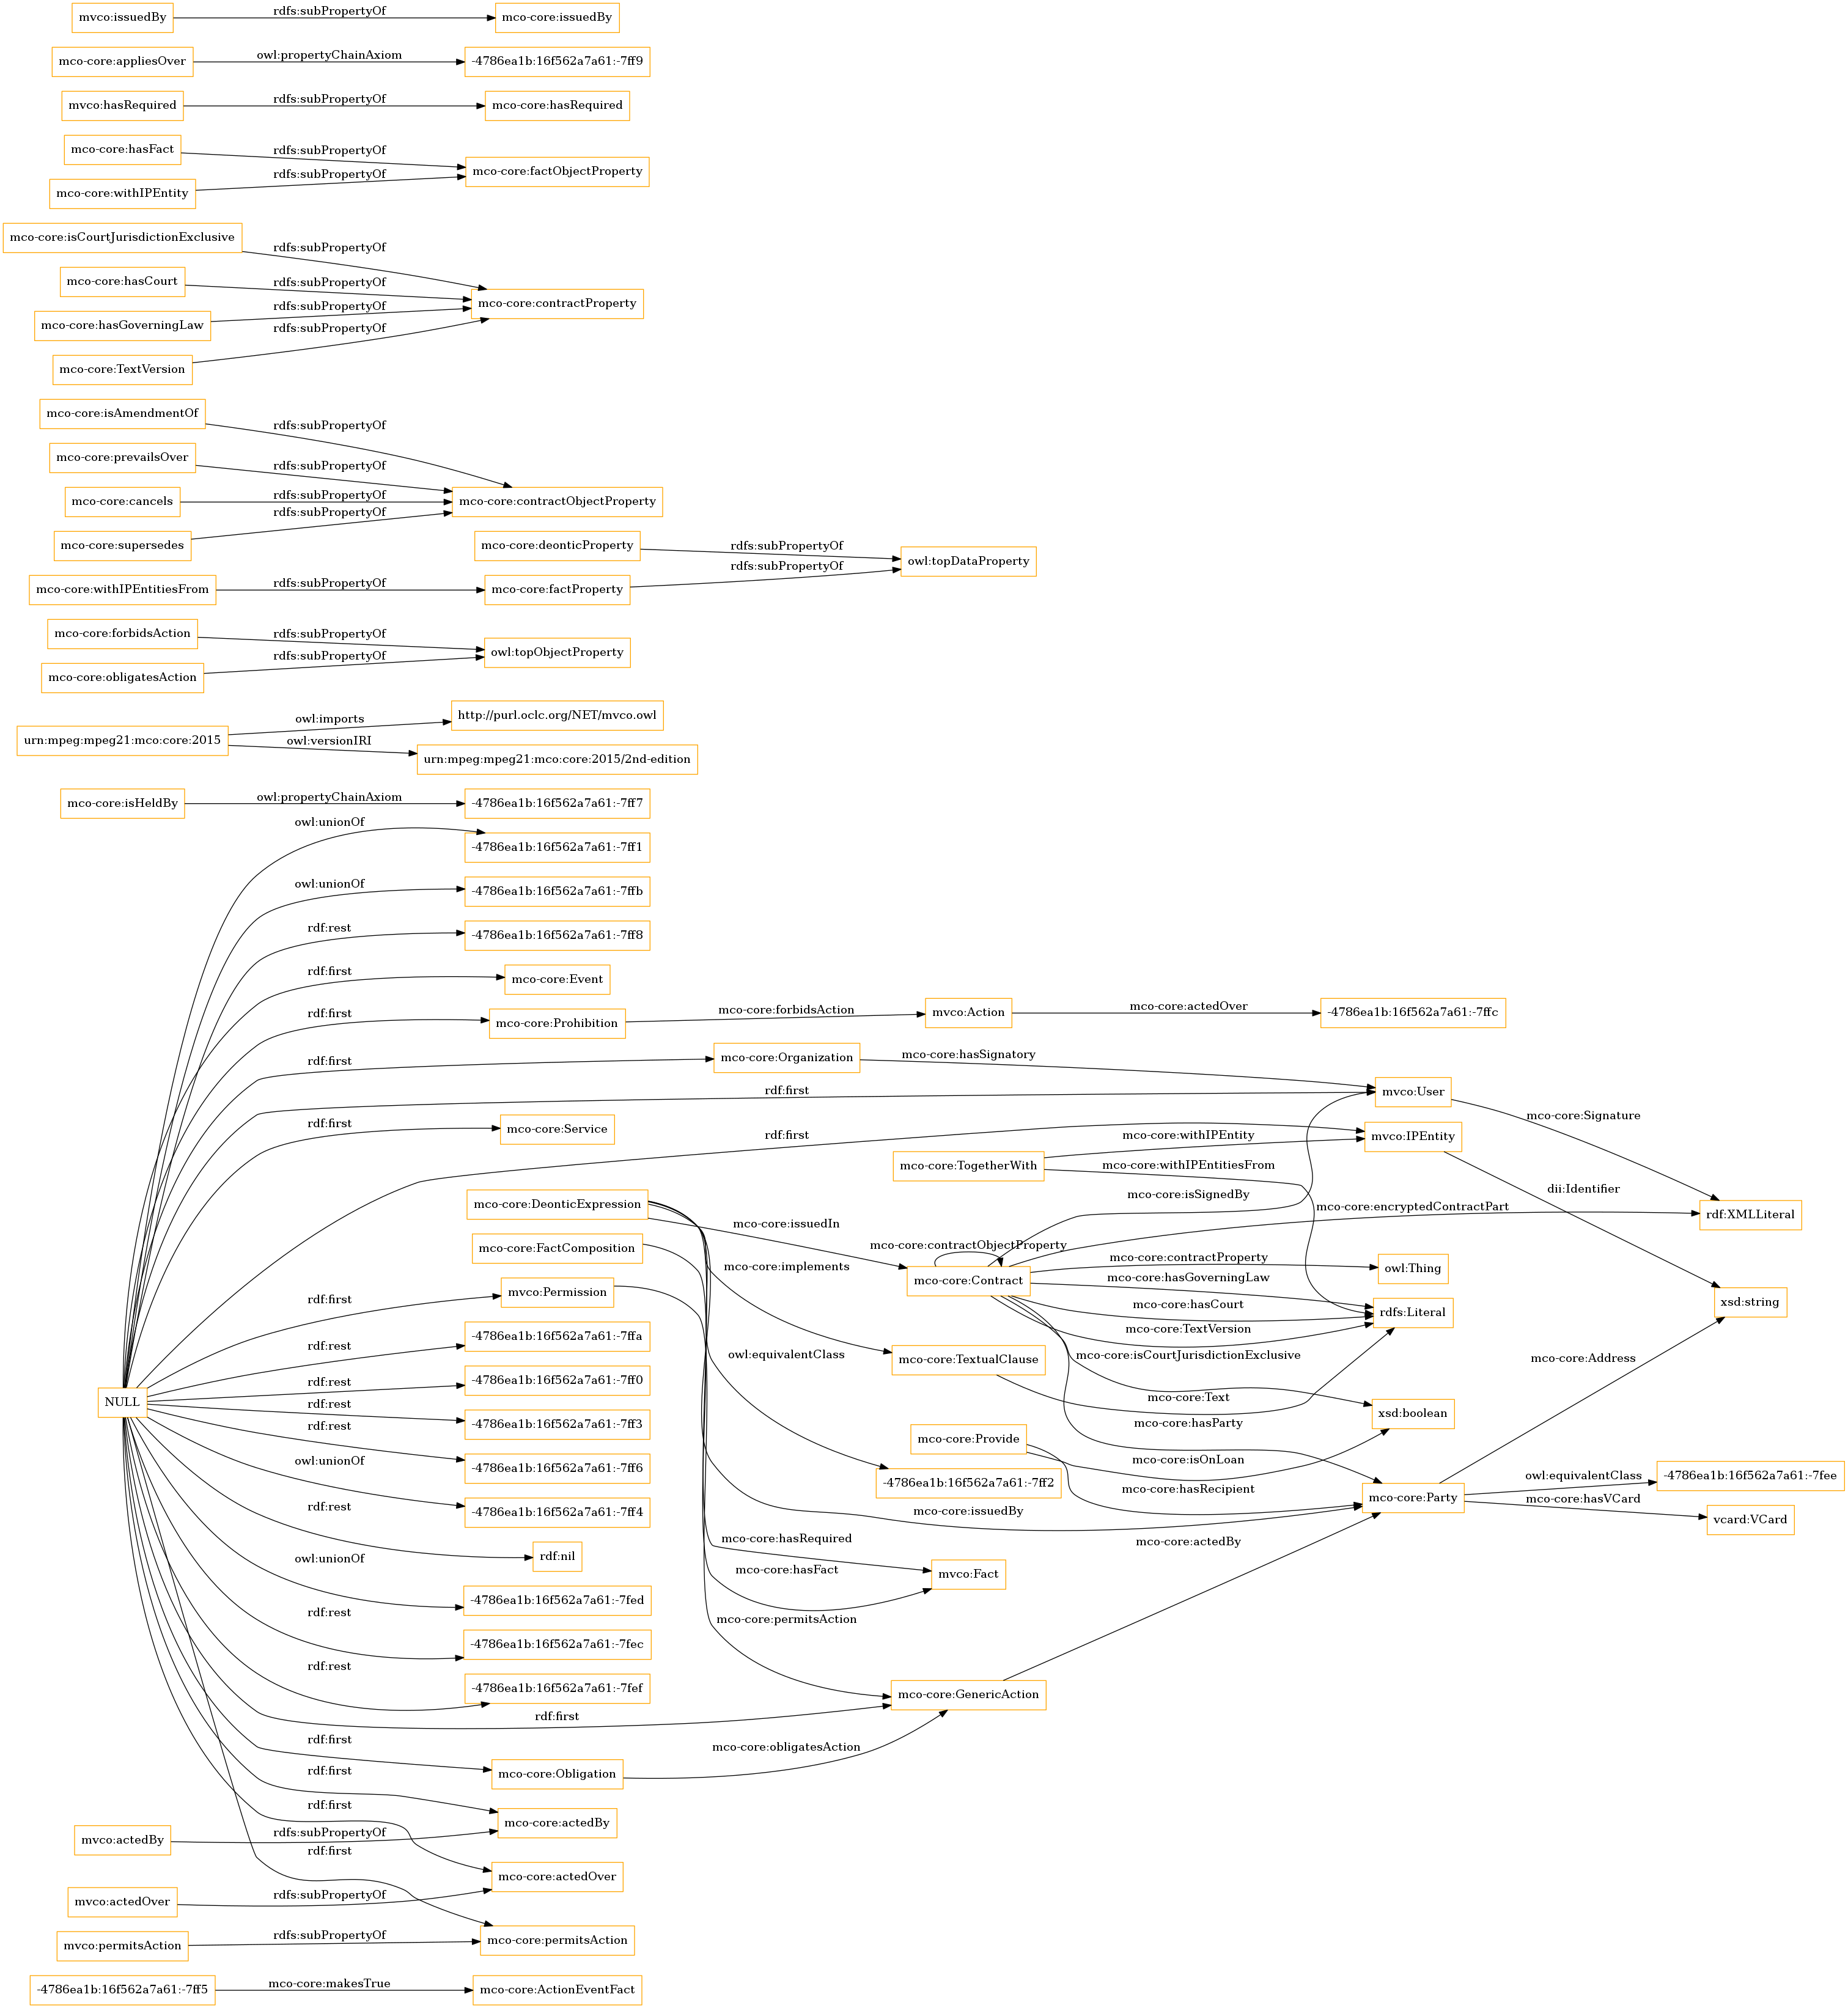 mvco:issuedBy
rdfs:subPropertyOf
mco-core:issuedBy
mco-core:appliesOver
owl:propertyChainAxiom
-4786ea1b:16f562a7a61:-7ff9
mvco:hasRequired
rdfs:subPropertyOf
mco-core:hasRequired
mco-core:hasFact
rdfs:subPropertyOf
mco-core:factObjectProperty
mco-core:withIPEntity
rdfs:subPropertyOf
mco-core:isCourtJurisdictionExclusive
rdfs:subPropertyOf
mco-core:hasCourt
rdfs:subPropertyOf
mco-core:contractProperty
mco-core:hasGoverningLaw
rdfs:subPropertyOf
mco-core:TextVersion
rdfs:subPropertyOf
mco-core:isAmendmentOf
rdfs:subPropertyOf
mco-core:prevailsOver
rdfs:subPropertyOf
mco-core:cancels
rdfs:subPropertyOf
mco-core:contractObjectProperty
mco-core:supersedes
rdfs:subPropertyOf
mco-core:deonticProperty
rdfs:subPropertyOf
owl:topDataProperty
mco-core:withIPEntitiesFrom
rdfs:subPropertyOf
mco-core:factProperty
rdfs:subPropertyOf
mco-core:forbidsAction
rdfs:subPropertyOf
owl:topObjectProperty
mco-core:obligatesAction
rdfs:subPropertyOf
urn:mpeg:mpeg21:mco:core:2015
owl:imports
http://purl.oclc.org/NET/mvco.owl
owl:versionIRI
urn:mpeg:mpeg21:mco:core:2015/2nd-edition
mco-core:isHeldBy
owl:propertyChainAxiom
-4786ea1b:16f562a7a61:-7ff7
owl:unionOf
-4786ea1b:16f562a7a61:-7ff1
owl:unionOf
-4786ea1b:16f562a7a61:-7ffb
rdf:rest
-4786ea1b:16f562a7a61:-7ff8
rdf:first
mco-core:Event
rdf:first
mco-core:Prohibition
mco-core:forbidsAction
mvco:Action
mco-core:actedOver
-4786ea1b:16f562a7a61:-7ffc
rdf:first
mco-core:Organization
mco-core:hasSignatory
rdf:first
mvco:User
mco-core:Signature
rdf:first
mco-core:Service
rdf:first
mco-core:withIPEntity
mvco:IPEntity
mco-core:TogetherWith
mco-core:withIPEntitiesFrom
dii:Identifier
mco-core:isSignedBy
mco-core:DeonticExpression
mco-core:issuedIn
mco-core:encryptedContractPart
rdf:XMLLiteral
mco-core:FactComposition
mco-core:contractObjectProperty
mco-core:implements
mco-core:Contract
mco-core:contractProperty
owl:Thing
mco-core:hasGoverningLaw
mvco:Permission
rdf:first
mco-core:hasCourt
rdfs:Literal
xsd:string
mco-core:TextVersion
rdf:rest
-4786ea1b:16f562a7a61:-7ffa
owl:equivalentClass
mco-core:TextualClause
mco-core:isCourtJurisdictionExclusive
mco-core:Address
NULL
rdf:rest
-4786ea1b:16f562a7a61:-7ff0
mco-core:Text
rdf:rest
-4786ea1b:16f562a7a61:-7ff3
mco-core:hasParty
xsd:boolean
mco-core:Provide
rdf:rest
-4786ea1b:16f562a7a61:-7ff6
mco-core:isOnLoan
owl:unionOf
-4786ea1b:16f562a7a61:-7ff2
mco-core:hasRecipient
mco-core:Party
owl:equivalentClass
-4786ea1b:16f562a7a61:-7fee
mco-core:hasVCard
vcard:VCard
-4786ea1b:16f562a7a61:-7ff4
rdf:rest
mco-core:issuedBy
rdf:nil
mco-core:hasRequired
mco-core:actedBy
owl:unionOf
mco-core:hasFact
mvco:Fact
-4786ea1b:16f562a7a61:-7fed
rdf:rest
mco-core:permitsAction
-4786ea1b:16f562a7a61:-7fec
rdf:rest
-4786ea1b:16f562a7a61:-7fef
mco-core:GenericAction
rdf:first
rdf:first
mco-core:obligatesAction
mco-core:Obligation
rdf:first
mco-core:actedBy
rdf:first
mvco:actedBy
rdfs:subPropertyOf
rdf:first
mco-core:actedOver
mvco:actedOver
rdfs:subPropertyOf
mvco:permitsAction
rdfs:subPropertyOf
mco-core:permitsAction
-4786ea1b:16f562a7a61:-7ff5
mco-core:makesTrue
mco-core:ActionEventFact